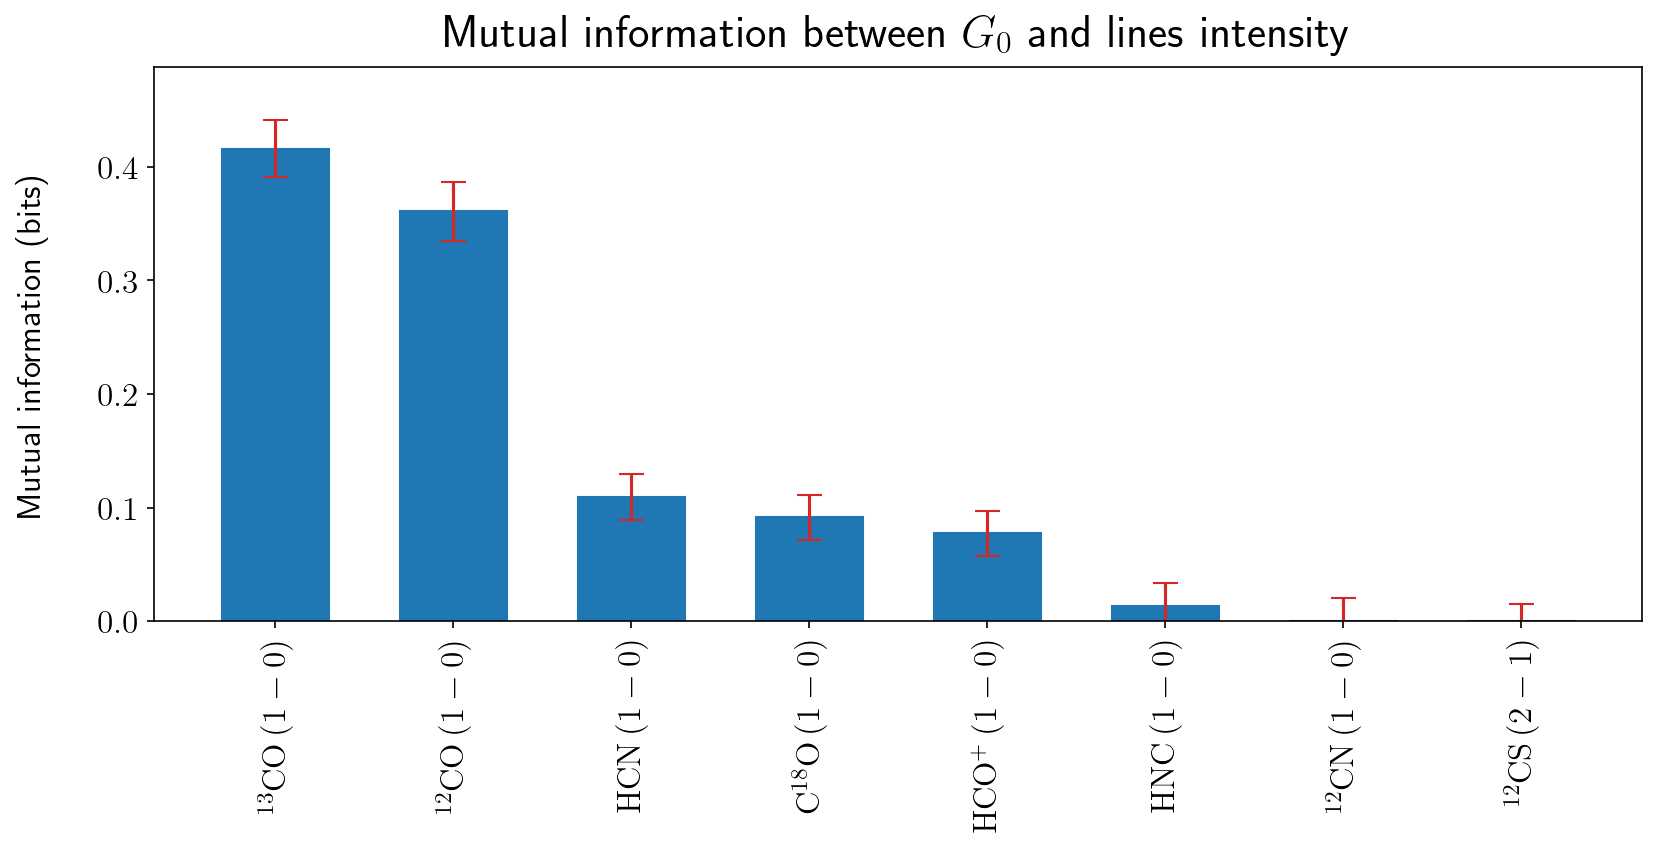 Mutual information between G₀ and lines intensity
Mutual information (bits)
0.4
0.3
0.2
0.1
0.0
¹³CO (1 − 0)
¹²CO (1 − 0)
HCN (1 − 0)
C¹⁸O (1 − 0)
HCO⁺ (1 − 0)
HNC (1 − 0)
¹²CN (1 − 0)
¹²CS (2 − 1)